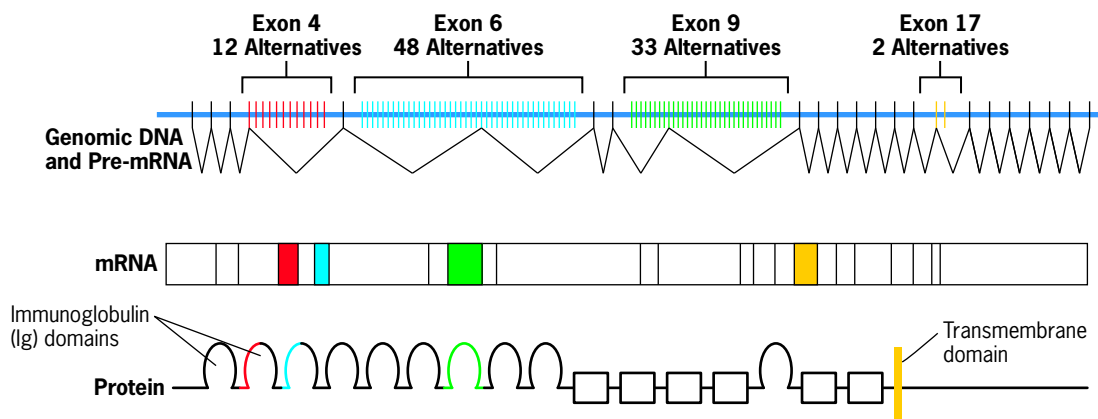 Exon 4
12 Alternatives
Exon 6
48 Alternatives
Exon 9
33 Alternatives
Exon 17
2 Alternatives
Genomic DNA
and Pre-mRNA
mRNA
Immunoglobulin
(Ig) domains
Transmembrane
domain
Protein